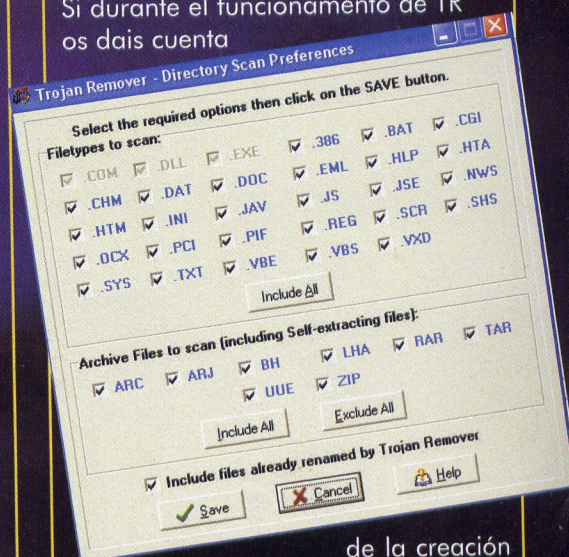 Si durante el funcionamento de TR
os dais cuenta
Trojan Remover - Directory Scan Preferences
Select the required options then click on the SAVE button.
Filetypes to scan:
.COM .DLL .EXE .386 .BAT .CGI
.CHM .DAT .DOC .EML .HLP .HTA
.HTM .INI .JAV .JS .JSE .NWS
.OCX .PCI .PIF .REG .SCR .SHS
.SYS .TXT .VBE .VBS .VXD
Include All
Archive Files to scan (including Self-extracting files):
ARC ARJ BH LHA RAR TAR
UUE ZIP
Include All Exclude All
Include files already renamed by Trojan Remover
Save Cancel Help
de la creación